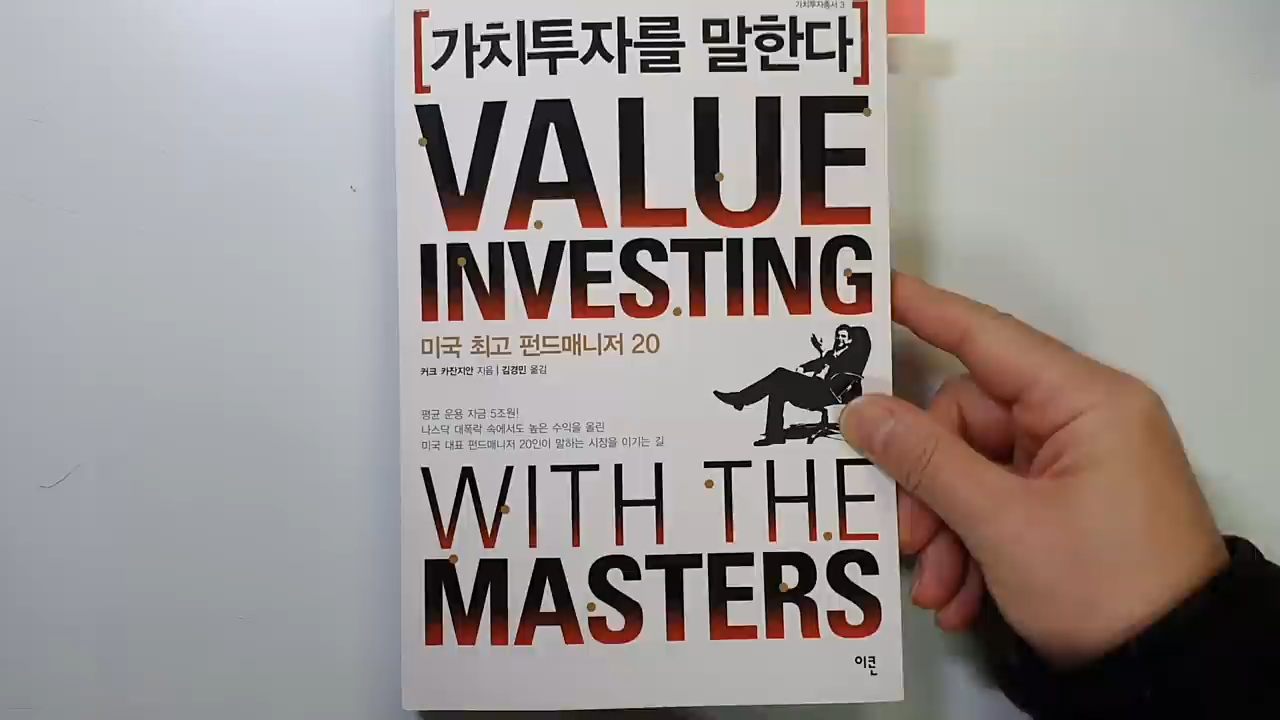 가치투자총서 3
[가치투자를 말한다]
VALUE
INVESTING
미국 최고 펀드매니저 20
커크 카잔지안 지음 | 김경민 옮김
평균 운용 자금 5조원!
나스닥 대폭락 속에서도 높은 수익을 올린
미국 대표 펀드매니저 20인이 말하는 시장을 이기는 길
WITH THE
MASTERS
이콘